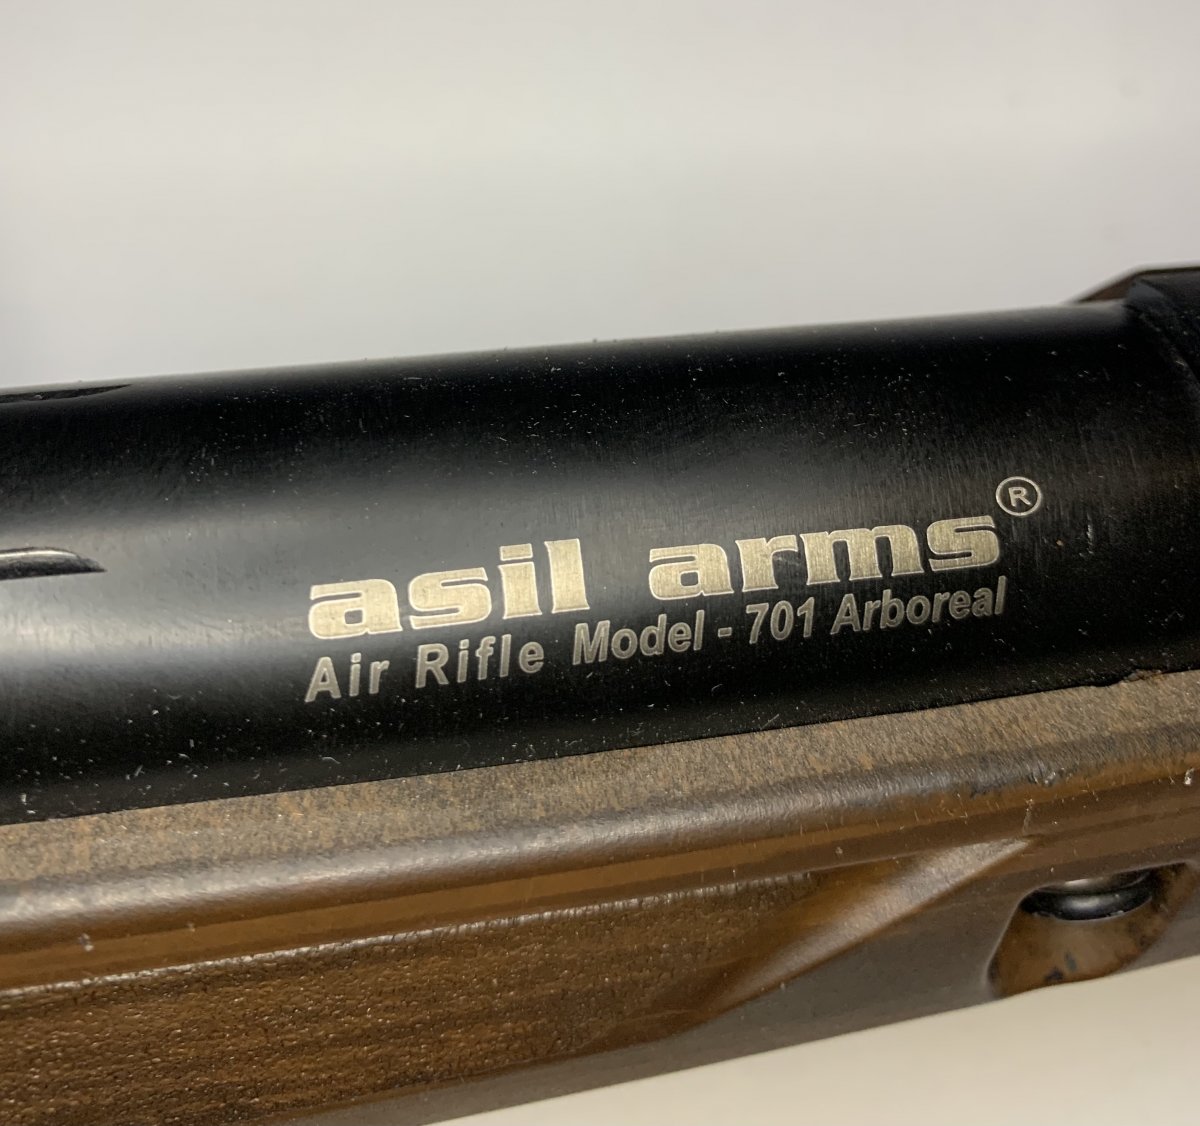 asil arms®
Air Rifle Model - 701 Arboreal